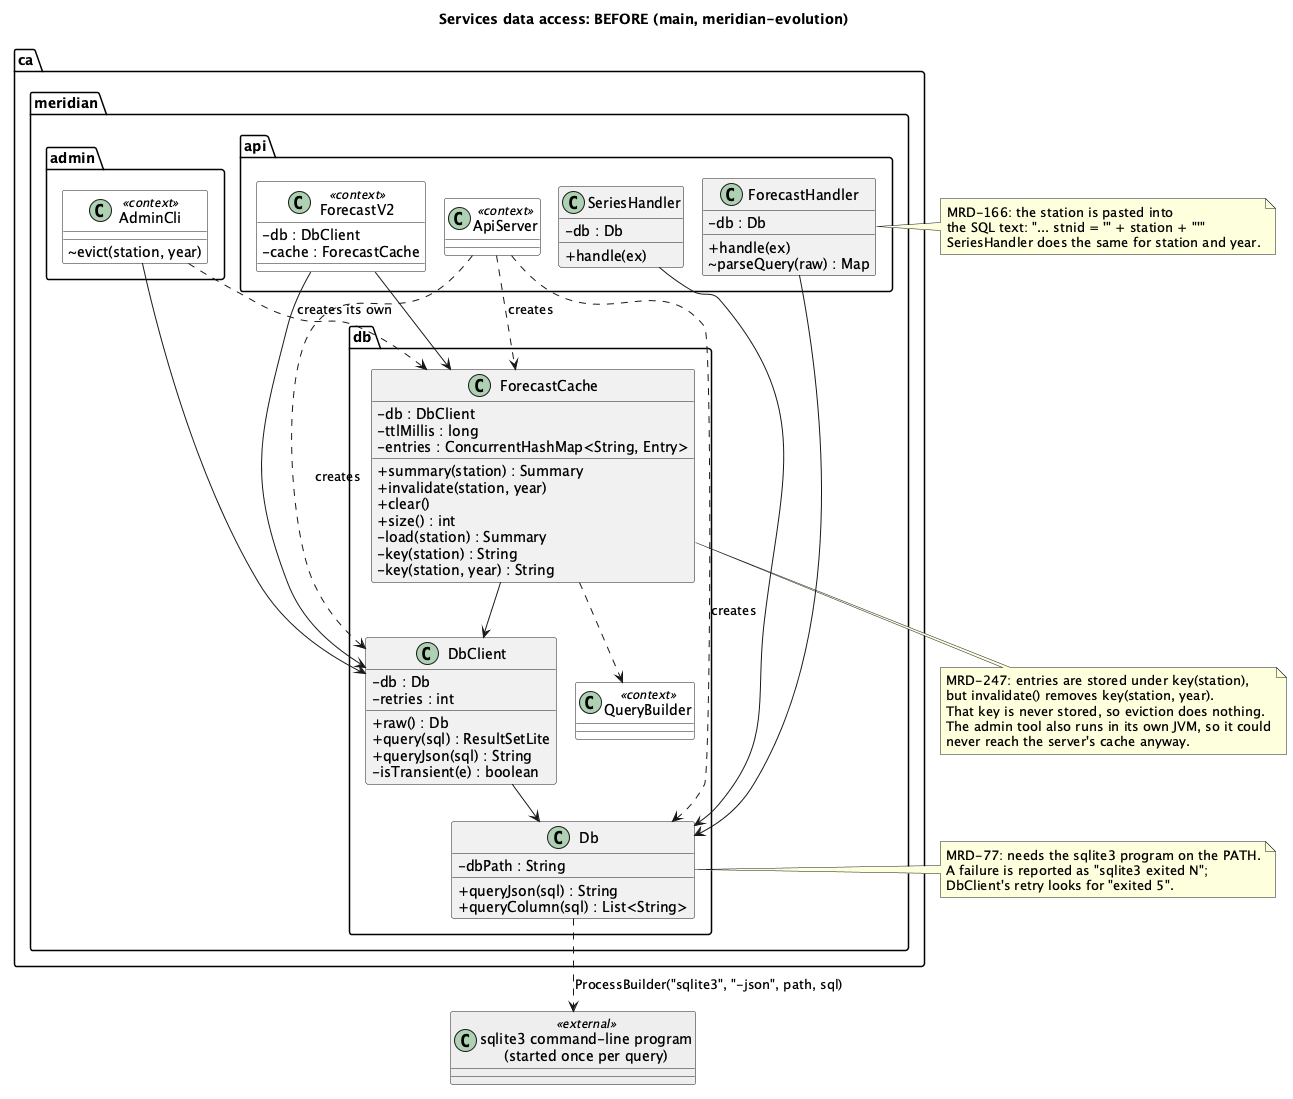 Services data access: BEFORE (main, meridian-evolution)
ca
meridian
admin
api
C
«context»
AdminCli
~evict(station, year)
C
«context»
ForecastV2
-db : DbClient
-cache : ForecastCache
C
«context»
ApiServer
C
SeriesHandler
-db : Db
+handle(ex)
C
ForecastHandler
-db : Db
+handle(ex)
~parseQuery(raw) : Map
MRD-166: the station is pasted into
the SQL text: "... stnid = '" + station + "'"
SeriesHandler does the same for station and year.
creates its own
creates
db
C
ForecastCache
-db : DbClient
-ttlMillis : long
-entries : ConcurrentHashMap<String, Entry>
+summary(station) : Summary
+invalidate(station, year)
+clear()
+size() : int
-load(station) : Summary
-key(station) : String
-key(station, year) : String
creates
creates
C
DbClient
-db : Db
-retries : int
+raw() : Db
+query(sql) : ResultSetLite
+queryJson(sql) : String
-isTransient(e) : boolean
C
«context»
QueryBuilder
MRD-247: entries are stored under key(station),
but invalidate() removes key(station, year).
That key is never stored, so eviction does nothing.
The admin tool also runs in its own JVM, so it could
never reach the server's cache anyway.
C
Db
-dbPath : String
+queryJson(sql) : String
+queryColumn(sql) : List<String>
MRD-77: needs the sqlite3 program on the PATH.
A failure is reported as "sqlite3 exited N";
DbClient's retry looks for "exited 5".
ProcessBuilder("sqlite3", "-json", path, sql)
C
«external»
sqlite3 command-line program
(started once per query)